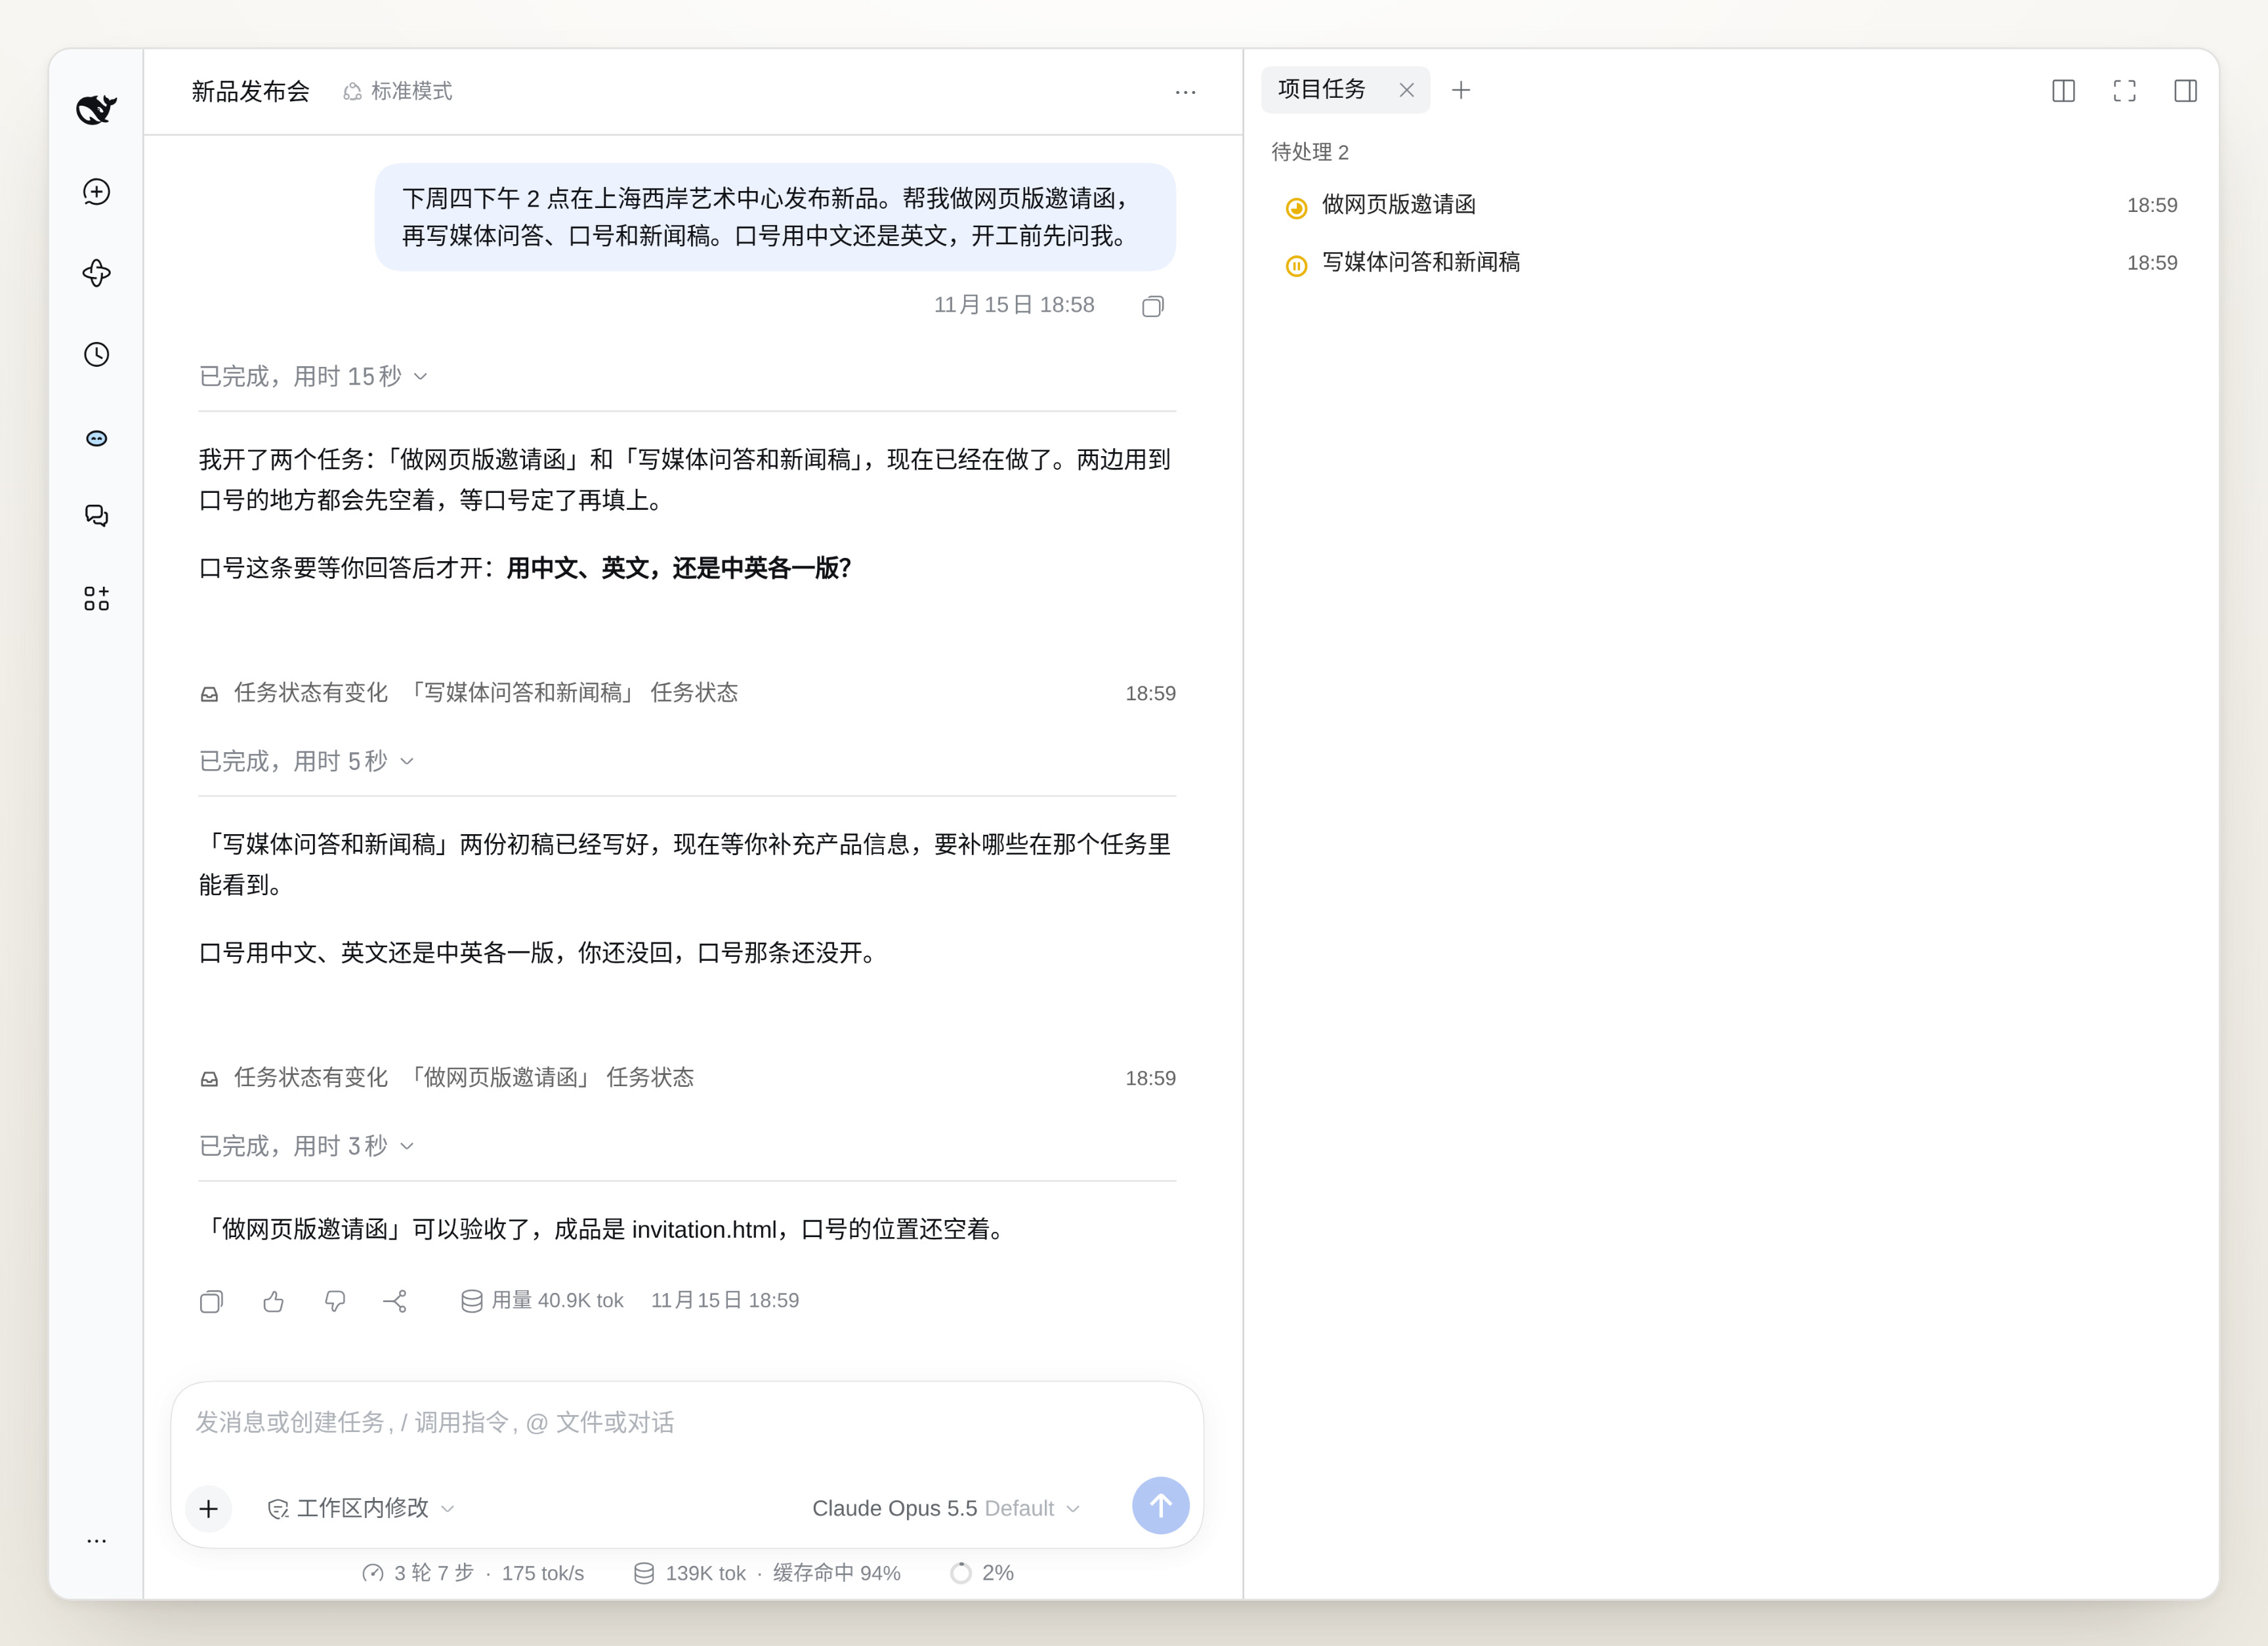 新品发布会 标准模式
下周四下午 2 点在上海西岸艺术中心发布新品。帮我做网页版邀请函，
再写媒体问答、口号和新闻稿。口号用中文还是英文，开工前先问我。
11月15日 18:58
已完成，用时 15秒
我开了两个任务：「做网页版邀请函」和「写媒体问答和新闻稿」，现在已经在做了。两边用到
口号的地方都会先空着，等口号定了再填上。
口号这条要等你回答后才开：用中文、英文，还是中英各一版？
任务状态有变化 「写媒体问答和新闻稿」 任务状态 18:59
已完成，用时 5秒
「写媒体问答和新闻稿」两份初稿已经写好，现在等你补充产品信息，要补哪些在那个任务里
能看到。
口号用中文、英文还是中英各一版，你还没回，口号那条还没开。
任务状态有变化 「做网页版邀请函」 任务状态 18:59
已完成，用时 3秒
「做网页版邀请函」可以验收了，成品是 invitation.html，口号的位置还空着。
用量 40.9K tok 11月15日 18:59
发消息或创建任务, / 调用指令, @ 文件或对话
工作区内修改 Claude Opus 5.5 Default
3 轮 7 步 · 175 tok/s 139K tok · 缓存命中 94% 2%
项目任务
待处理 2
做网页版邀请函 18:59
写媒体问答和新闻稿 18:59